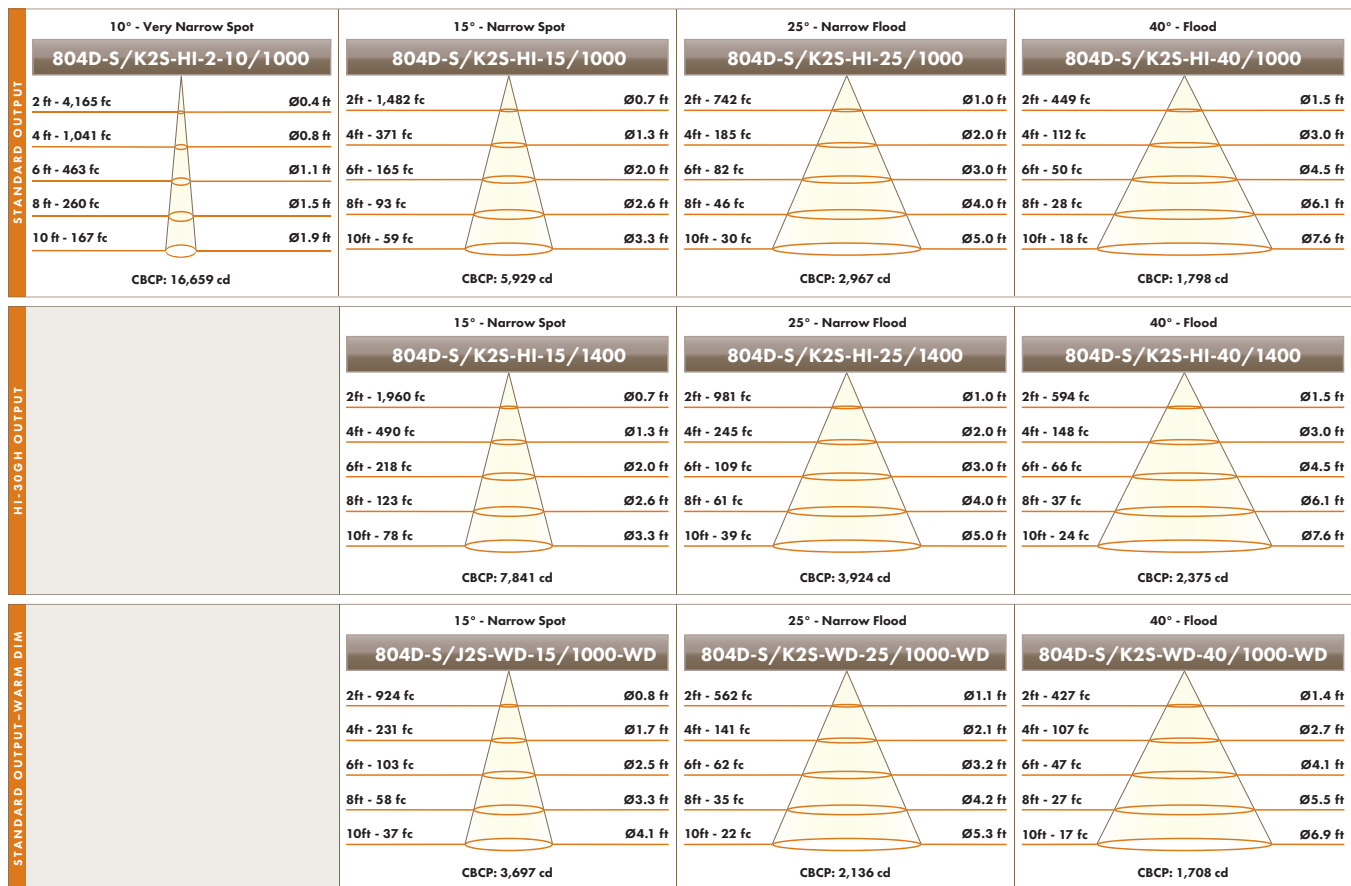 STANDARD OUTPUT
10° - Very Narrow Spot
804D-S/K2S-HI-2-10/1000
2 ft - 4,165 fc Ø0.4 ft
4 ft - 1,041 fc Ø0.8 ft
6 ft - 463 fc Ø1.1 ft
8 ft - 260 fc Ø1.5 ft
10 ft - 167 fc Ø1.9 ft
CBCP: 16,659 cd
15° - Narrow Spot
804D-S/K2S-HI-15/1000
2ft - 1,482 fc Ø0.7 ft
4ft - 371 fc Ø1.3 ft
6ft - 165 fc Ø2.0 ft
8ft - 93 fc Ø2.6 ft
10ft - 59 fc Ø3.3 ft
CBCP: 5,929 cd
25° - Narrow Flood
804D-S/K2S-HI-25/1000
2ft - 742 fc Ø1.0 ft
4ft - 185 fc Ø2.0 ft
6ft - 82 fc Ø3.0 ft
8ft - 46 fc Ø4.0 ft
10ft - 30 fc Ø5.0 ft
CBCP: 2,967 cd
40° - Flood
804D-S/K2S-HI-40/1000
2ft - 449 fc Ø1.5 ft
4ft - 112 fc Ø3.0 ft
6ft - 50 fc Ø4.5 ft
8ft - 28 fc Ø6.1 ft
10ft - 18 fc Ø7.6 ft
CBCP: 1,798 cd
HI-30GH OUTPUT
15° - Narrow Spot
804D-S/K2S-HI-15/1400
2ft - 1,960 fc Ø0.7 ft
4ft - 490 fc Ø1.3 ft
6ft - 218 fc Ø2.0 ft
8ft - 123 fc Ø2.6 ft
10ft - 78 fc Ø3.3 ft
CBCP: 7,841 cd
25° - Narrow Flood
804D-S/K2S-HI-25/1400
2ft - 981 fc Ø1.0 ft
4ft - 245 fc Ø2.0 ft
6ft - 109 fc Ø3.0 ft
8ft - 61 fc Ø4.0 ft
10ft - 39 fc Ø5.0 ft
CBCP: 3,924 cd
40° - Flood
804D-S/K2S-HI-40/1400
2ft - 594 fc Ø1.5 ft
4ft - 148 fc Ø3.0 ft
6ft - 66 fc Ø4.5 ft
8ft - 37 fc Ø6.1 ft
10ft - 24 fc Ø7.6 ft
CBCP: 2,375 cd
STANDARD OUTPUT–WARM DIM
15° - Narrow Spot
804D-S/J2S-WD-15/1000-WD
2ft - 924 fc Ø0.8 ft
4ft - 231 fc Ø1.7 ft
6ft - 103 fc Ø2.5 ft
8ft - 58 fc Ø3.3 ft
10ft - 37 fc Ø4.1 ft
CBCP: 3,697 cd
25° - Narrow Flood
804D-S/K2S-WD-25/1000-WD
2ft - 562 fc Ø1.1 ft
4ft - 141 fc Ø2.1 ft
6ft - 62 fc Ø3.2 ft
8ft - 35 fc Ø4.2 ft
10ft - 22 fc Ø5.3 ft
CBCP: 2,136 cd
40° - Flood
804D-S/K2S-WD-40/1000-WD
2ft - 427 fc Ø1.4 ft
4ft - 107 fc Ø2.7 ft
6ft - 47 fc Ø4.1 ft
8ft - 27 fc Ø5.5 ft
10ft - 17 fc Ø6.9 ft
CBCP: 1,708 cd